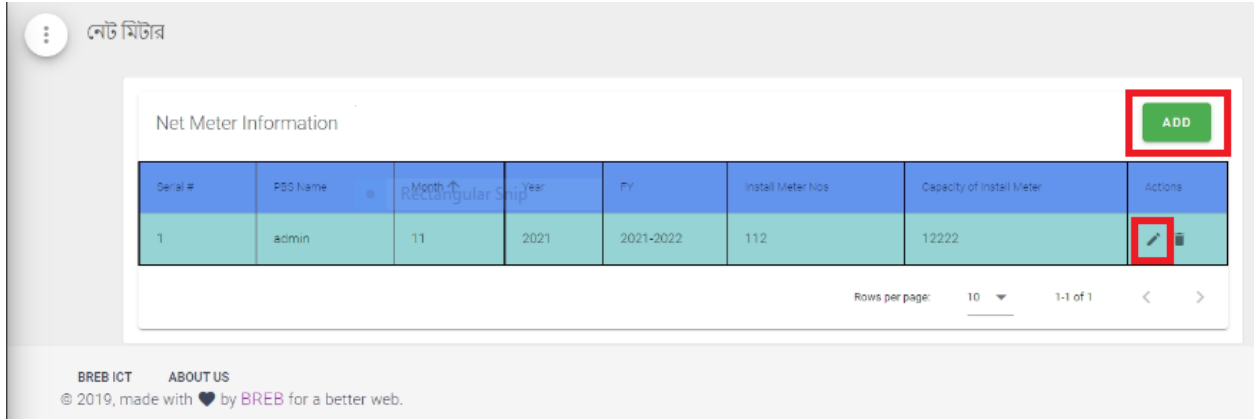 নেট মিটার
Net Meter Information
ADD
Serial # PBS Name Month Year FY Install Meter Nos Capacity of Install Meter Actions
Rectangular Snip
1 admin 11 2021 2021-2022 112 12222
Rows per page: 10 1-1 of 1
BREB ICT ABOUT US
© 2019, made with by BREB for a better web.